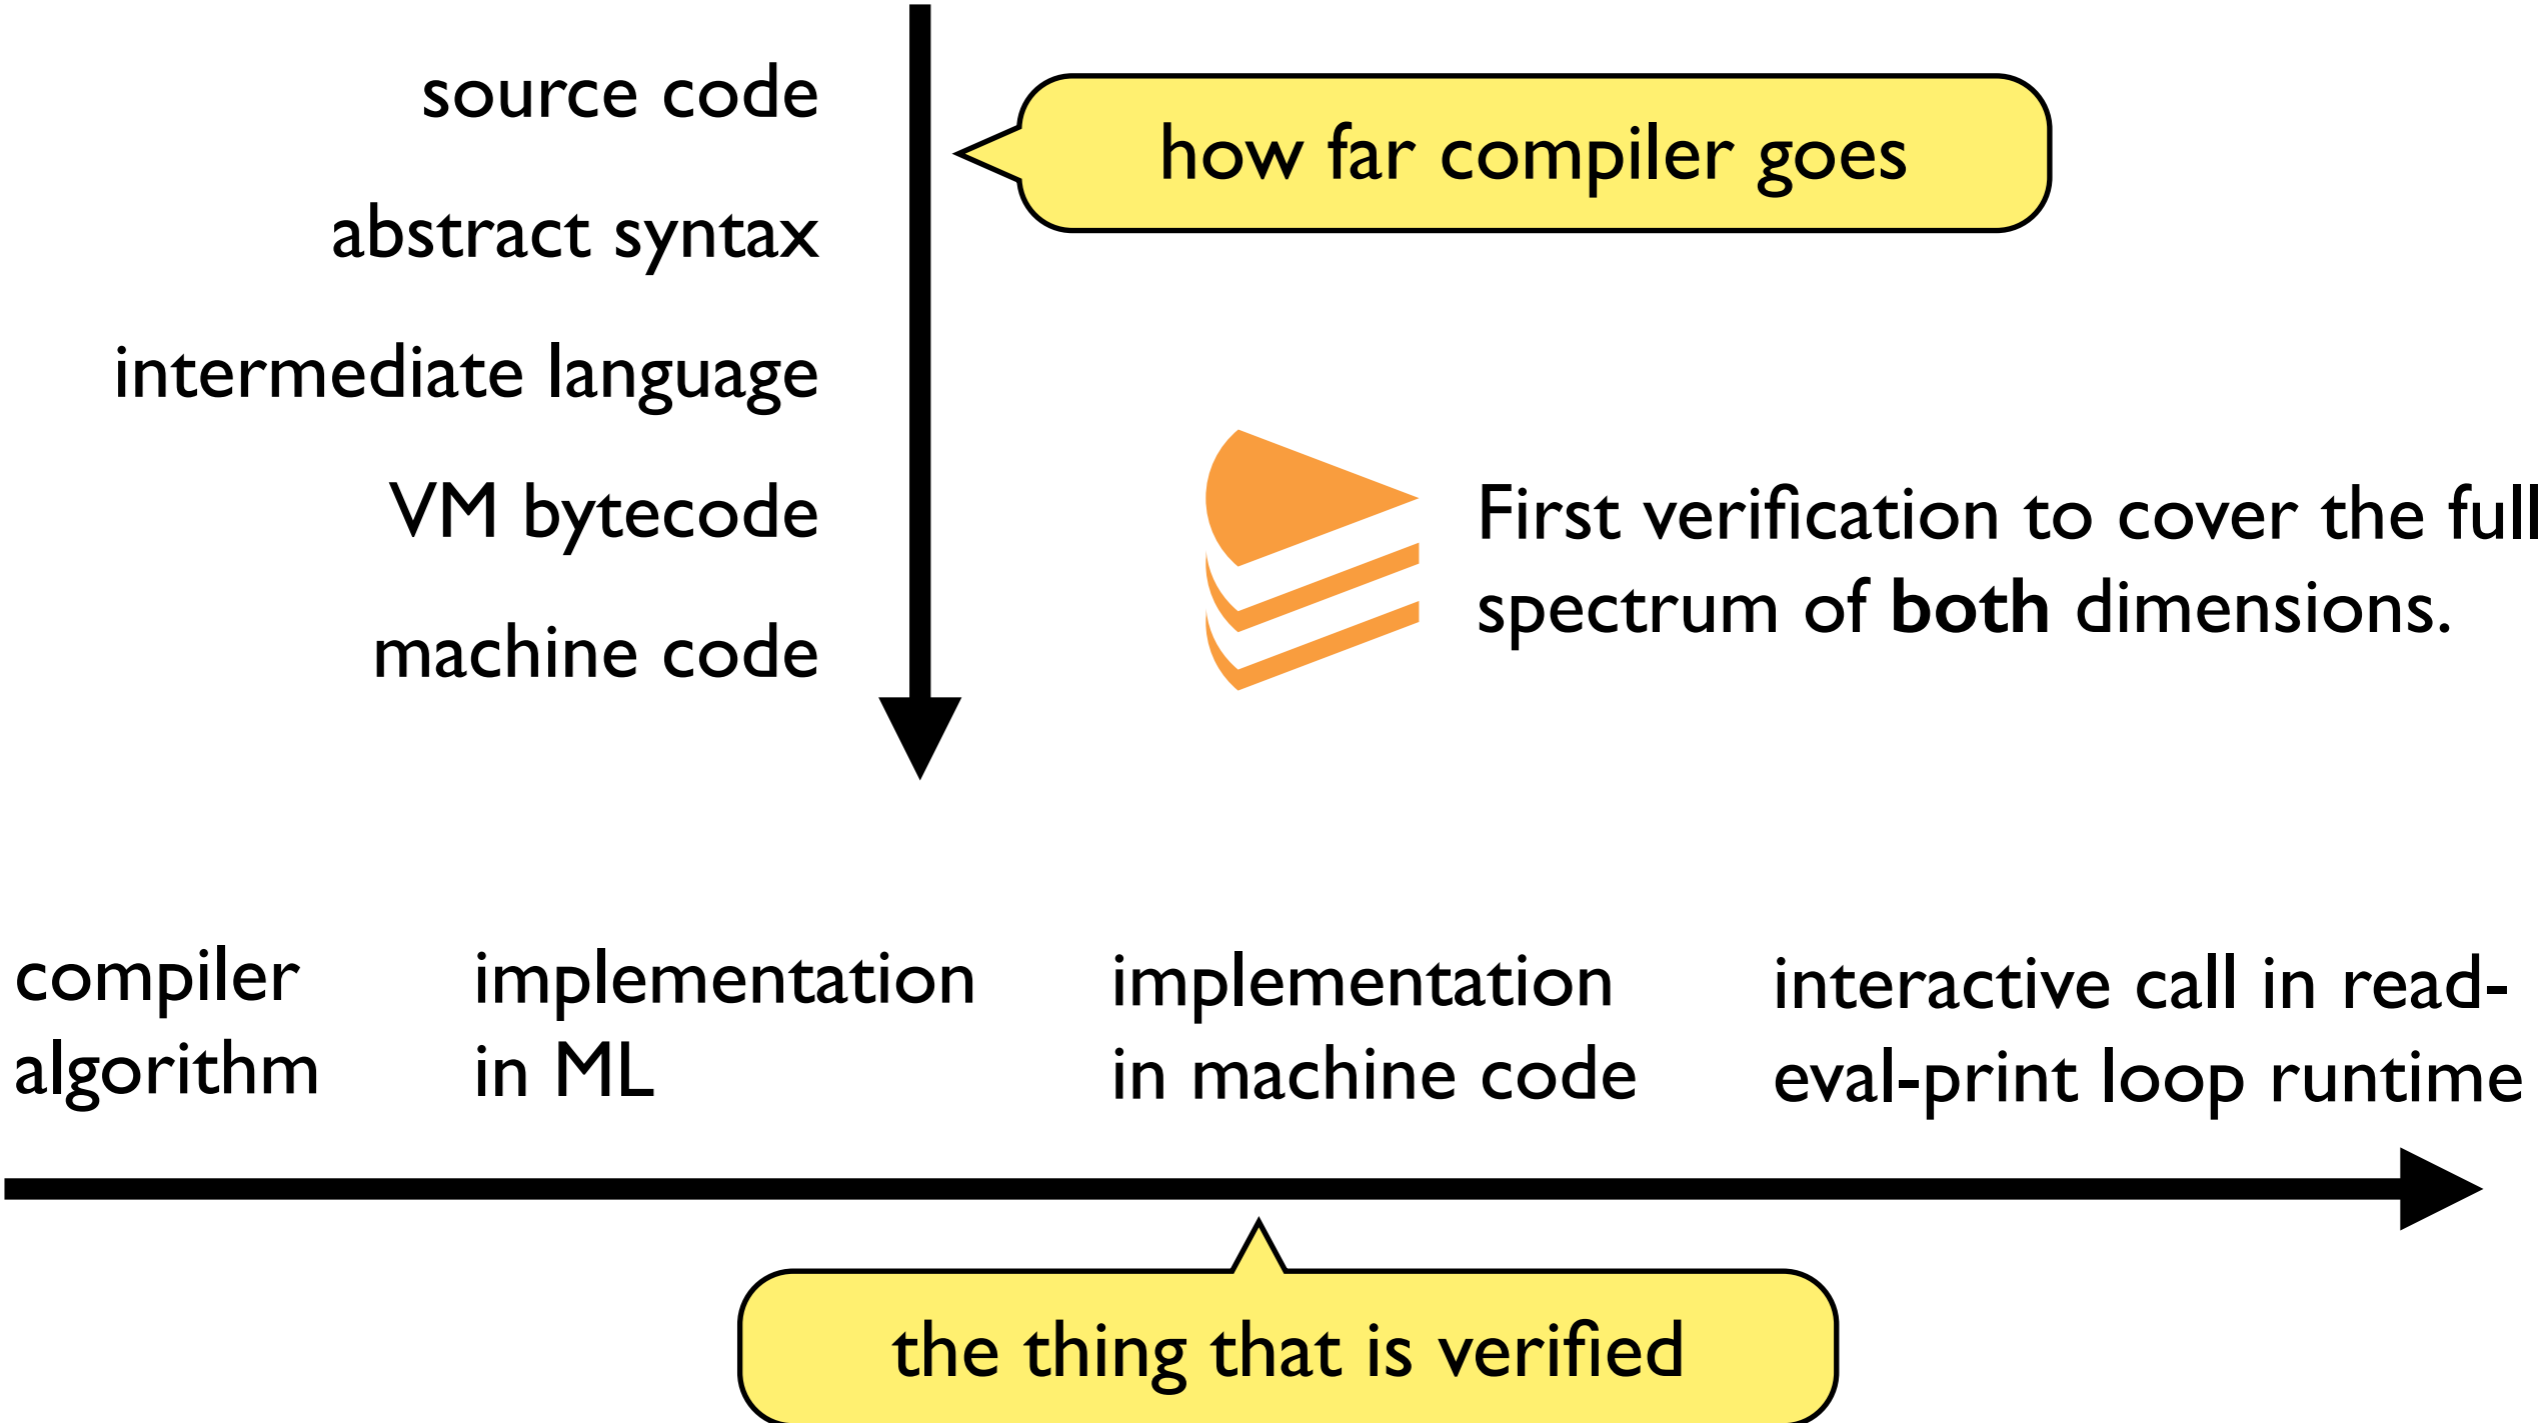 source code
how far compiler goes
abstract syntax
intermediate language
VM bytecode
First verification to cover the full
spectrum of both dimensions.
machine code
compiler
algorithm
implementation
in ML
implementation
in machine code
interactive call in read-
eval-print loop runtime
the thing that is verified